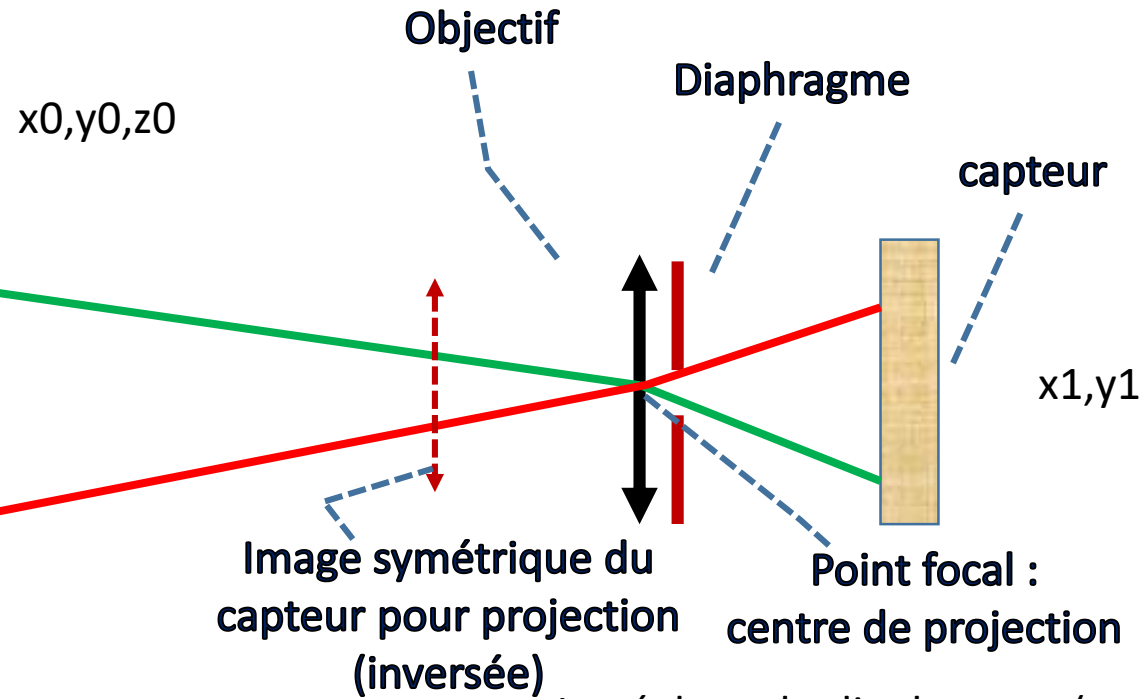 Objectif
Diaphragme
x0,y0,z0
capteur
x1,y1
Image symétrique du
capteur pour projection
(inversée)
Point focal :
centre de projection